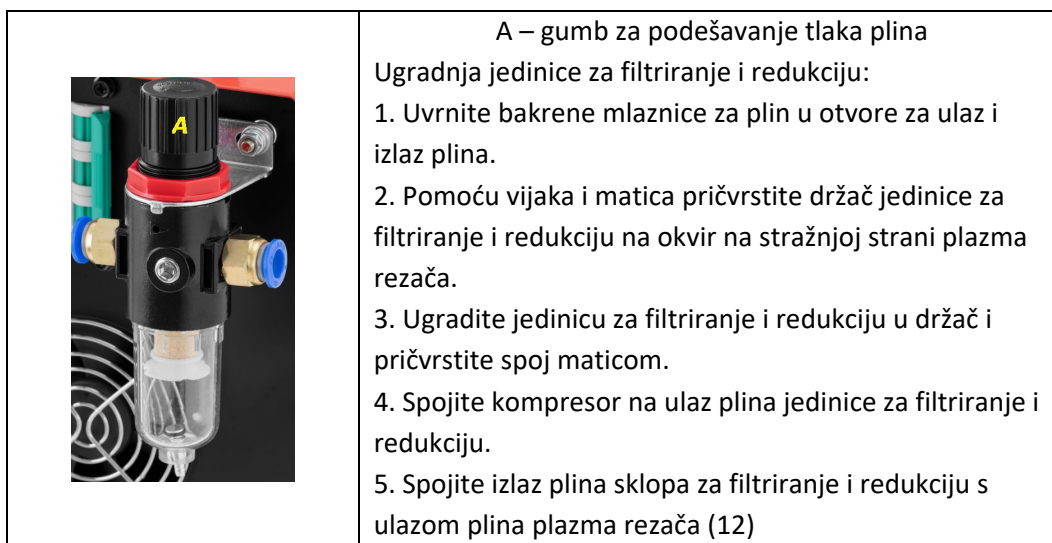 A
A – gumb za podešavanje tlaka plina
Ugradnja jedinice za filtriranje i redukciju:
1. Uvrnite bakrene mlaznice za plin u otvore za ulaz i
izlaz plina.
2. Pomoću vijaka i matica pričvrstite držač jedinice za
filtriranje i redukciju na okvir na stražnjoj strani plazma
rezača.
3. Ugradite jedinicu za filtriranje i redukciju u držač i
pričvrstite spoj maticom.
4. Spojite kompresor na ulaz plina jedinice za filtriranje i
redukciju.
5. Spojite izlaz plina sklopa za filtriranje i redukciju s
ulazom plina plazma rezača (12)